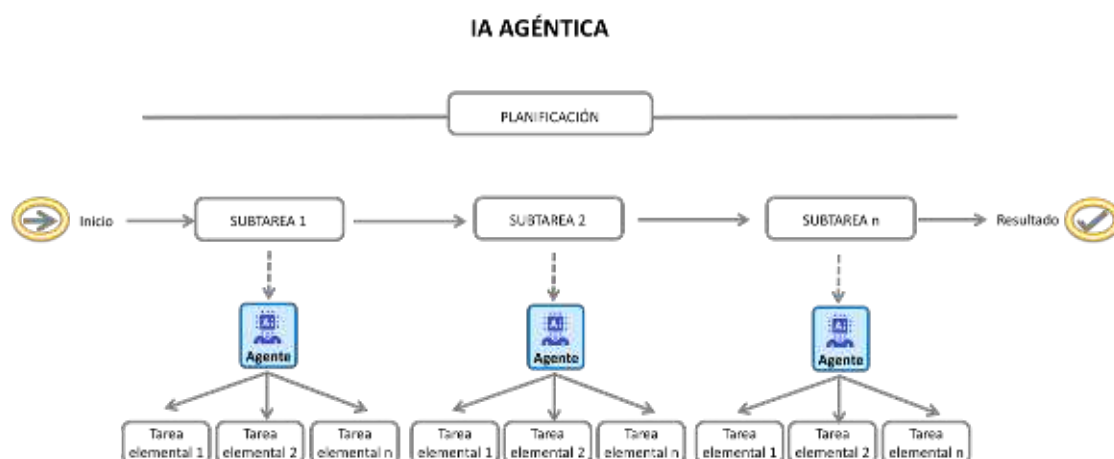 IA AGÉNTICA
PLANIFICACIÓN
Inicio
SUBTAREA 1
SUBTAREA 2
SUBTAREA n
Resultado
Agente
Agente
Agente
Tarea
elemental 1
Tarea
elemental 2
Tarea
elemental n
Tarea
elemental 1
Tarea
elemental 2
Tarea
elemental n
Tarea
elemental 1
Tarea
elemental 2
Tarea
elemental n